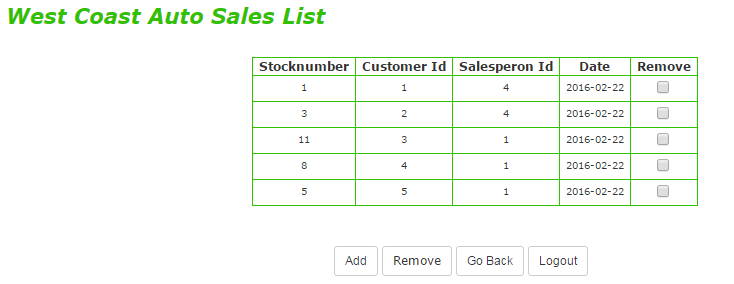 West Coast Auto Sales List
Stocknumber Customer Id Salesperon Id Date Remove
1 1 4 2016-02-22
3 2 4 2016-02-22
11 3 1 2016-02-22
8 4 1 2016-02-22
5 5 1 2016-02-22
Add Remove Go Back Logout